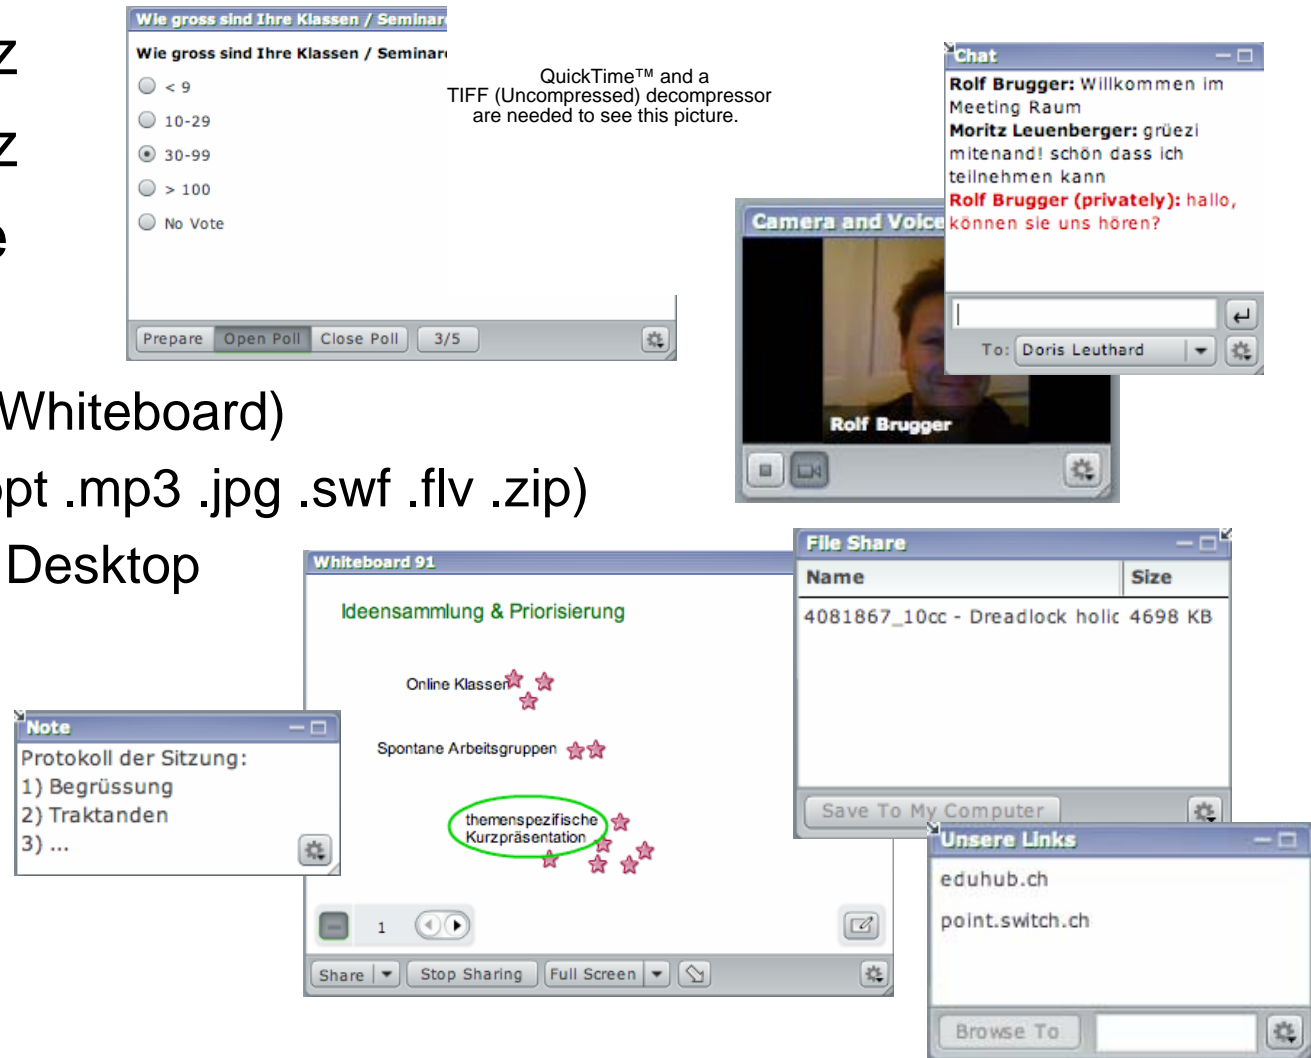 z
z
e
Whiteboard)
opt .mp3 .jpg .swf .flv .zip)
Desktop
Wie gross sind Ihre Klassen / Seminar
Wie gross sind Ihre Klassen / Seminar
< 9
10-29
30-99
> 100
No Vote
Prepare Open Poll Close Poll 3/5
QuickTime™ and a
TIFF (Uncompressed) decompressor
are needed to see this picture.
Camera and Voice
Rolf Brugger
Chat
Rolf Brugger: Willkommen im
Meeting Raum
Moritz Leuenberger: grüezi
mitenand! schön dass ich
teilnehmen kann
Rolf Brugger (privately): hallo,
können sie uns hören?
To: Doris Leuthard
Whiteboard 91
Ideensammlung & Priorisierung
Online Klassen
Spontane Arbeitsgruppen
themenspezifische
Kurzpräsentation
1
Share Stop Sharing Full Screen
File Share
Name Size
4081867_10cc - Dreadlock holic 4698 KB
Save To My Computer
Note
Protokoll der Sitzung:
1) Begrüssung
2) Traktanden
3) ...
Unsere Links
eduhub.ch
point.switch.ch
Browse To